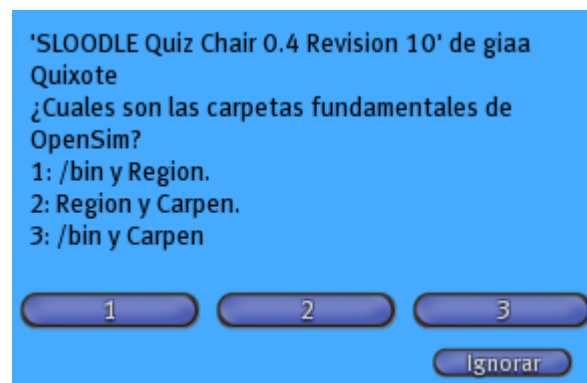 'SLOODLE Quiz Chair 0.4 Revision 10' de giaa
Quixote
¿Cuales son las carpetas fundamentales de
OpenSim?
1: /bin y Region.
2: Region y Carpen.
3: /bin y Carpen
1 2 3
Ignorar